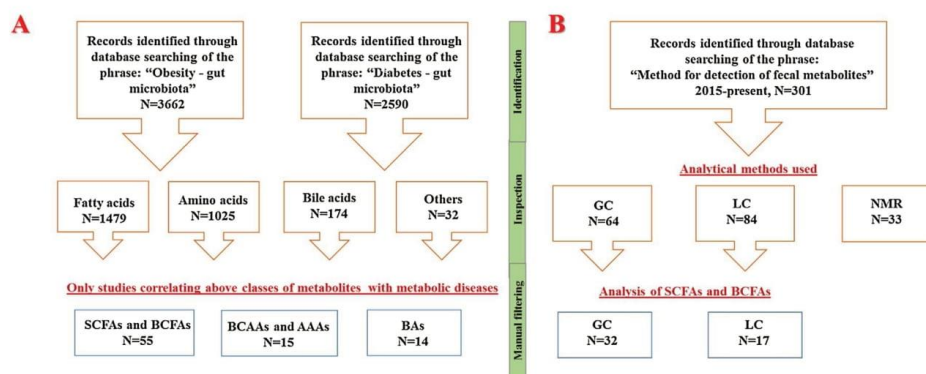 A
Records identified through
database searching of the
phrase: “Obesity - gut
microbiota”
N=3662
Records identified through
database searching of the
phrase: “Diabetes - gut
microbiota”
N=2590
Fatty acids
N=1479
Amino acids
N=1025
Bile acids
N=174
Others
N=32
Only studies correlating above classes of metabolites with metabolic diseases
SCFAs and BCFAs
N=55
BCAAs and AAAs
N=15
BAs
N=14
Identification
Inspection
Manual filtering
B
Records identified through database
searching of the phrase:
“Method for detection of fecal metabolites”
2015-present, N=301
Analytical methods used
GC
N=64
LC
N=84
NMR
N=33
Analysis of SCFAs and BCFAs
GC
N=32
LC
N=17